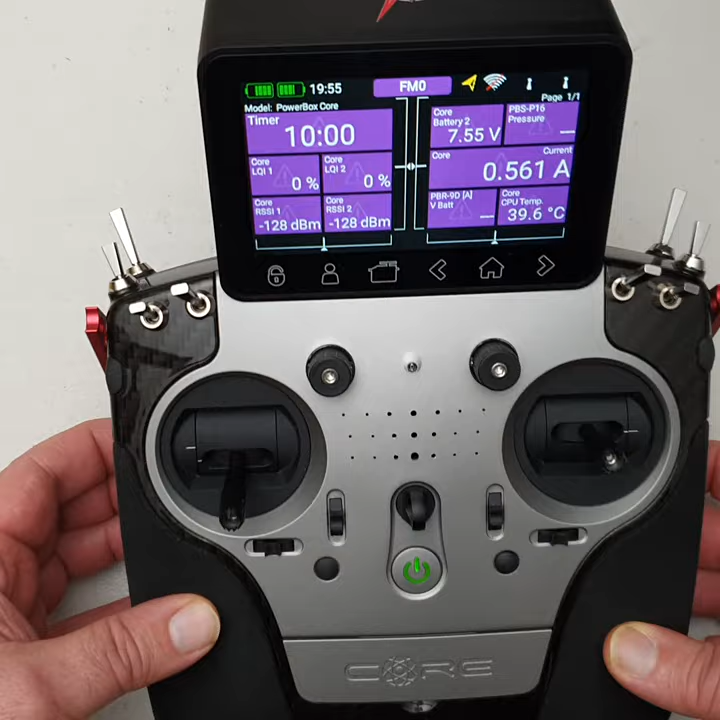 19:55
FM0
Page 1/1
Model: PowerBox Core
Timer
10:00
Core
LQI 1
0 %
Core
LQI 2
0 %
Core
RSSI 1
-128 dBm
Core
RSSI 2
-128 dBm
Core
Battery 2
7.55 V
PBS-P16
Pressure
---
Core
Current
0.561 A
PBR-9D [A]
V Batt
---
Core
CPU Temp.
39.6 °C
CORE